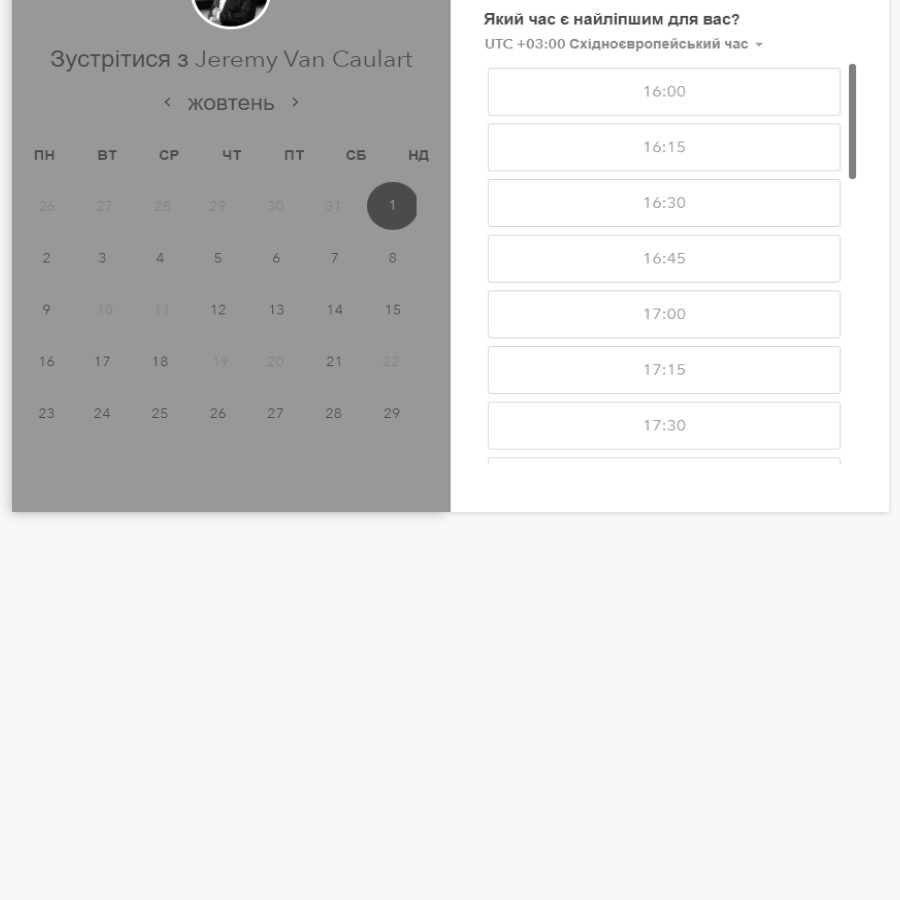 Зустрітися з Jeremy Van Caulart
жовтень
ПН ВТ СР ЧТ ПТ СБ НД
26 27 28 29 30 31 1
2 3 4 5 6 7 8
9 10 11 12 13 14 15
16 17 18 19 20 21 22
23 24 25 26 27 28 29
Який час є найліпшим для вас?
UTC +03:00 Східноєвропейський час
16:00
16:15
16:30
16:45
17:00
17:15
17:30